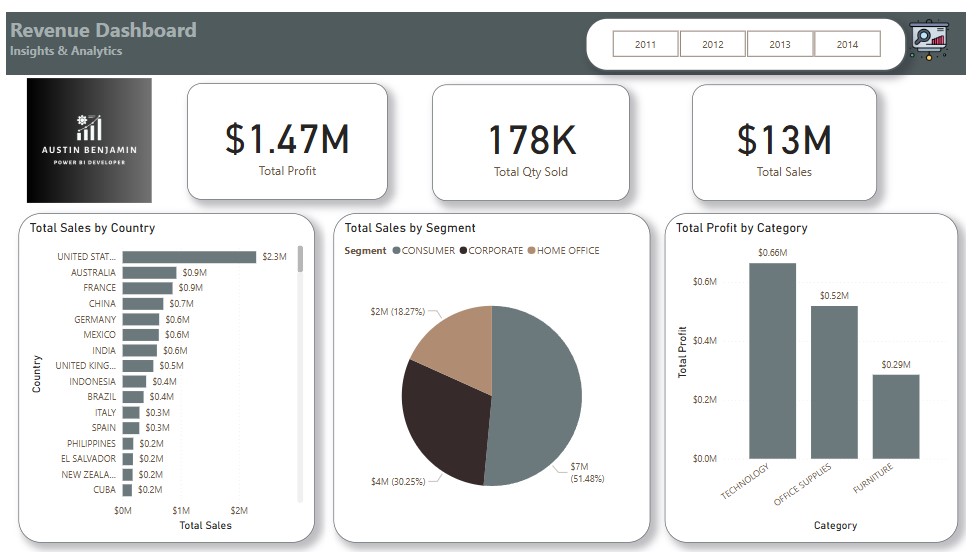 Revenue Dashboard
Insights & Analytics
2011 2012 2013 2014
AUSTIN BENJAMIN
POWER BI DEVELOPER
$1.47M
Total Profit
178K
Total Qty Sold
$13M
Total Sales
Total Sales by Country
Country
UNITED STAT... $2.3M
AUSTRALIA $0.9M
FRANCE $0.9M
CHINA $0.7M
GERMANY $0.6M
MEXICO $0.6M
INDIA $0.6M
UNITED KING... $0.5M
INDONESIA $0.4M
BRAZIL $0.4M
ITALY $0.3M
SPAIN $0.3M
PHILIPPINES $0.2M
EL SALVADOR $0.2M
NEW ZEALA... $0.2M
CUBA $0.2M
$0M $1M $2M
Total Sales
Total Sales by Segment
Segment CONSUMER CORPORATE HOME OFFICE
$2M (18.27%)
$4M (30.25%)
$7M
(51.48%)
Total Profit by Category
Total Profit
$0.6M
$0.4M
$0.2M
$0.0M
$0.66M
$0.52M
$0.29M
TECHNOLOGY
OFFICE SUPPLIES
FURNITURE
Category